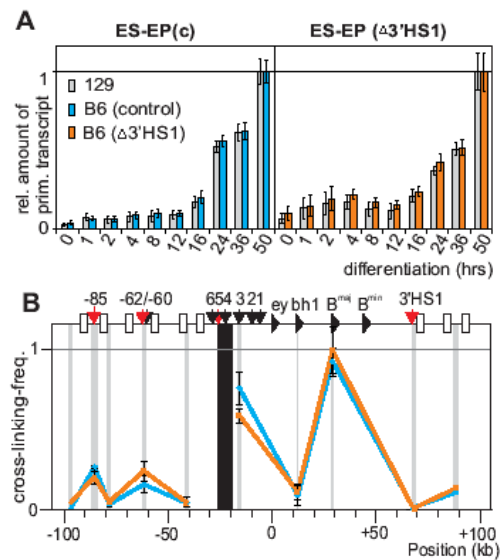 A
ES-EP(c) ES-EP (Δ3'HS1)
rel. amount of
prim. transcript
1
0
129
B6 (control)
B6 (Δ3'HS1)
0 1 2 4 8 12 16 24 36 50 0 1 2 4 8 12 16 24 36 50
differentiation (hrs)
B
-85 -62/-60 654 3 21 ey bh1 Bmaj Bmin 3'HS1
cross-linking-freq.
1
0
-100 -50 0 +50 +100
Position (kb)